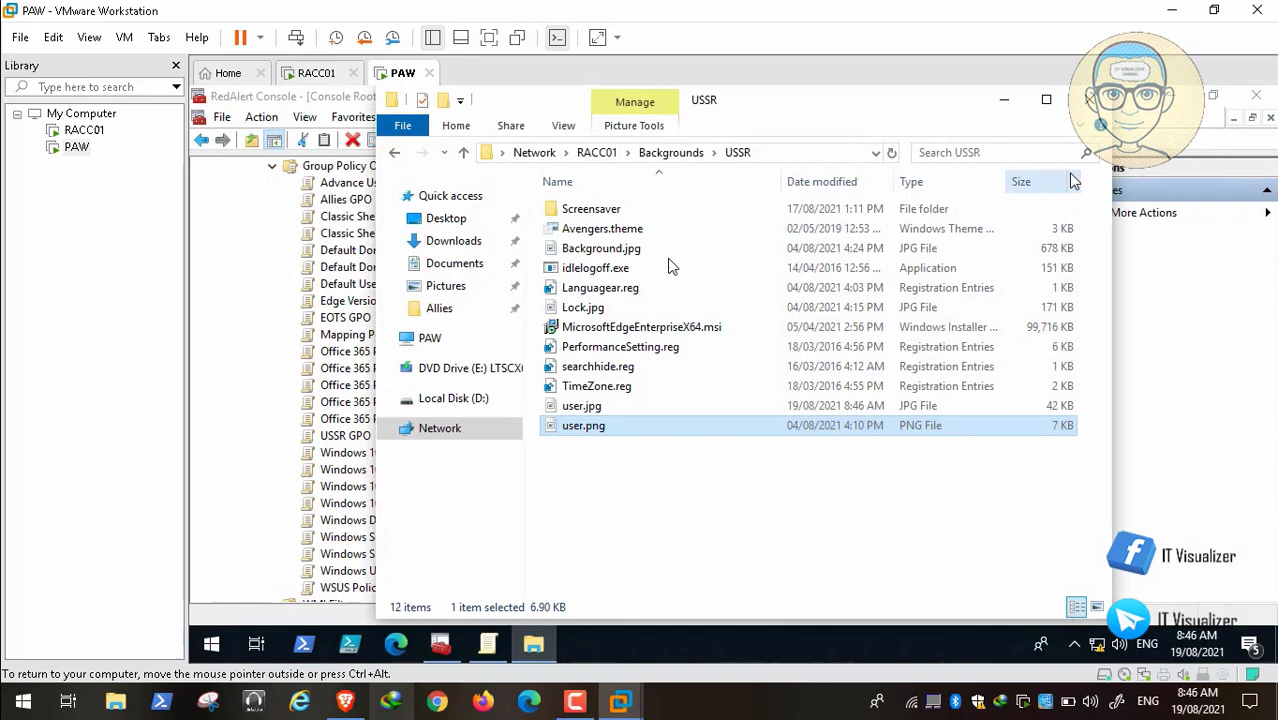 PAW - VMware Workstation
File Edit View VM Tabs Help
Library
Type here to search
My Computer
RACC01
PAW
Home RACC01 PAW
RedAlert Console - [Console Root
File Action View Favorites
Group Policy O
Advance Us
Allies GPO
Classic She
Classic She
Default Do
Default Do
Default Use
Edge Versio
EOTS GPO
Mapping P
Office 365 P
Office 365 P
Office 365 P
Office 365 P
Office 365 P
USSR GPO
Windows 1
Windows 1
Windows 1
Windows 1
Windows D
Windows S
Windows S
Windows U
WSUS Polic
Manage USSR
File Home Share View Picture Tools
Network RACC01 Backgrounds USSR
Search USSR
Quick access
Desktop
Downloads
Documents
Pictures
Allies
PAW
DVD Drive (E:) LTSCX
Local Disk (D:)
Network
Name Date modified Type Size
Screensaver 17/08/2021 1:11 PM File folder
Avengers.theme 02/05/2019 12:53 ... Windows Theme ... 3 KB
Background.jpg 04/08/2021 4:24 PM JPG File 678 KB
idlelogoff.exe 14/04/2016 12:56 ... Application 151 KB
Languagear.reg 04/08/2021 4:03 PM Registration Entries 1 KB
Lock.jpg 04/08/2021 4:15 PM JPG File 171 KB
MicrosoftEdgeEnterpriseX64.msi 05/04/2021 2:56 PM Windows Installer ... 99,716 KB
PerformanceSetting.reg 18/03/2016 4:56 PM Registration Entries 6 KB
searchhide.reg 16/03/2016 4:12 AM Registration Entries 1 KB
TimeZone.reg 18/03/2016 4:55 PM Registration Entries 2 KB
user.jpg 19/08/2021 8:46 AM JPG File 42 KB
user.png 04/08/2021 4:10 PM PNG File 7 KB
12 items 1 item selected 6.90 KB
More Actions
IT Visualizer
IT Visualizer
ENG 8:46 AM
19/08/2021
5
To return to your computer, move the mouse pointer outside or press Ctrl+Alt.
ENG 8:46 AM
19/08/2021